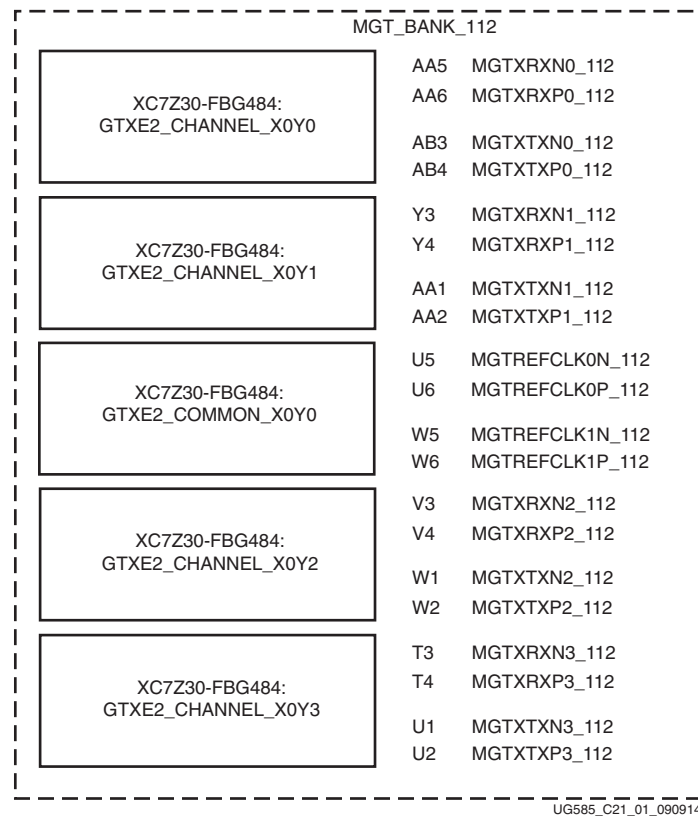 MGT_BANK_112
XC7Z30-FBG484:
GTXE2_CHANNEL_X0Y0
AA5 MGTXRXN0_112
AA6 MGTXRXP0_112
AB3 MGTXTXN0_112
AB4 MGTXTXP0_112
XC7Z30-FBG484:
GTXE2_CHANNEL_X0Y1
Y3 MGTXRXN1_112
Y4 MGTXRXP1_112
AA1 MGTXTXN1_112
AA2 MGTXTXP1_112
XC7Z30-FBG484:
GTXE2_COMMON_X0Y0
U5 MGTREFCLK0N_112
U6 MGTREFCLK0P_112
W5 MGTREFCLK1N_112
W6 MGTREFCLK1P_112
XC7Z30-FBG484:
GTXE2_CHANNEL_X0Y2
V3 MGTXRXN2_112
V4 MGTXRXP2_112
W1 MGTXTXN2_112
W2 MGTXTXP2_112
XC7Z30-FBG484:
GTXE2_CHANNEL_X0Y3
T3 MGTXRXN3_112
T4 MGTXRXP3_112
U1 MGTXTXN3_112
U2 MGTXTXP3_112
UG585_C21_01_090914